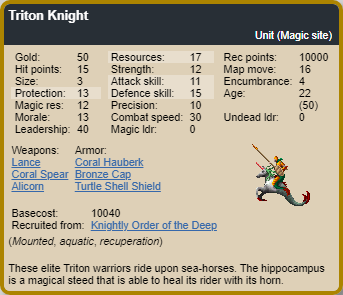 Triton Knight
Unit (Magic site)
Gold: 50 Resources: 17 Rec points: 10000
Hit points: 15 Strength: 12 Map move: 16
Size: 3 Attack skill: 11 Encumbrance: 4
Protection: 13 Defence skill: 15 Age: 22
Magic res: 12 Precision: 10 (50)
Morale: 13 Combat speed: 30 Undead ldr: 0
Leadership: 40 Magic ldr: 0
Weapons: Armor:
Lance Coral Hauberk
Coral Spear Bronze Cap
Alicorn Turtle Shell Shield
Basecost: 10040
Recruited from: Knightly Order of the Deep
(Mounted, aquatic, recuperation)
These elite Triton warriors ride upon sea-horses. The hippocampus
is a magical steed that is able to heal its rider with its horn.